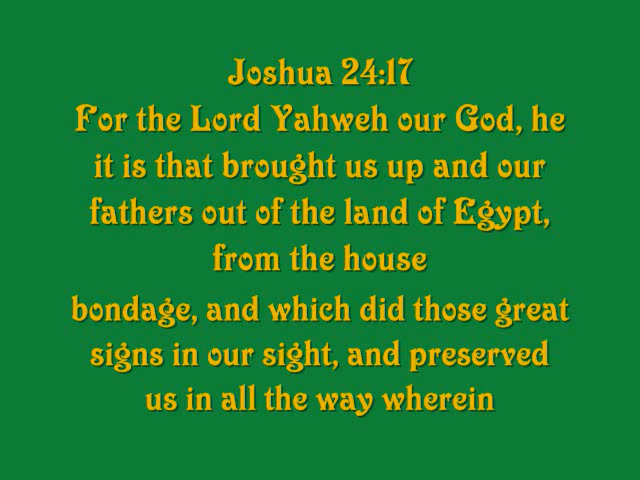 Joshua 24:17
For the Lord Yahweh our God, he
it is that brought us up and our
fathers out of the land of Egypt,
from the house
bondage, and which did those great
signs in our sight, and preserved
us in all the way wherein